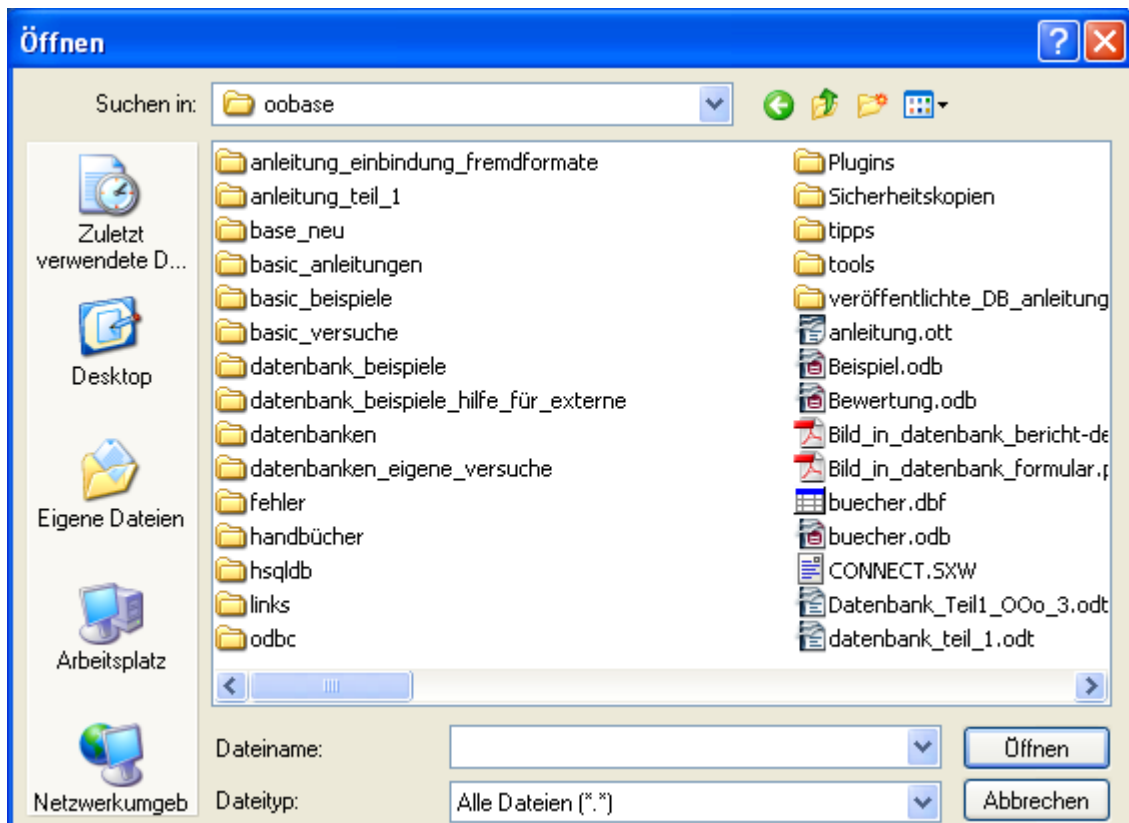 Öffnen
Suchen in: oobase
Zuletzt
verwendete D...
Desktop
Eigene Dateien
Arbeitsplatz
Netzwerkumgeb
anleitung_einbindung_fremdformate
anleitung_teil_1
base_neu
basic_anleitungen
basic_beispiele
basic_versuche
datenbank_beispiele
datenbank_beispiele_hilfe_für_externe
datenbanken
datenbanken_eigene_versuche
fehler
handbücher
hsqldb
links
odbc
Plugins
Sicherheitskopien
tipps
tools
veröffentlichte_DB_anleitung
anleitung.ott
Beispiel.odb
Bewertung.odb
Bild_in_datenbank_bericht-de
Bild_in_datenbank_formular.p
buecher.dbf
buecher.odb
CONNECT.SXW
Datenbank_Teil1_OOo_3.odt
datenbank_teil_1.odt
Dateiname:
Öffnen
Dateityp: Alle Dateien (*.*)
Abbrechen